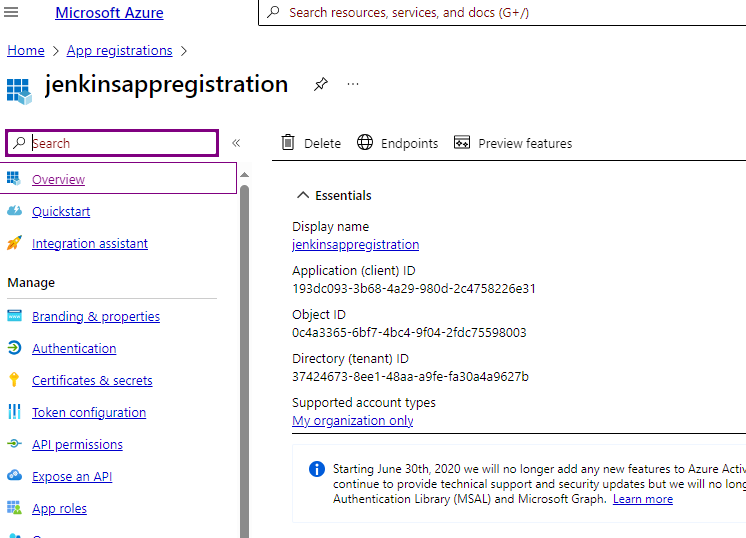 Microsoft Azure
Search resources, services, and docs (G+/)
Home > App registrations >
jenkinsappregistration
Search
Overview
Quickstart
Integration assistant
Manage
Branding & properties
Authentication
Certificates & secrets
Token configuration
API permissions
Expose an API
App roles
Delete Endpoints Preview features
Essentials
Display name
jenkinsappregistration
Application (client) ID
193dc093-3b68-4a29-980d-2c4758226e31
Object ID
0c4a3365-6bf7-4bc4-9f04-2fdc75598003
Directory (tenant) ID
37424673-8ee1-48aa-a9fe-fa30a4a9627b
Supported account types
My organization only
Starting June 30th, 2020 we will no longer add any new features to Azure Activ
continue to provide technical support and security updates but we will no long
Authentication Library (MSAL) and Microsoft Graph. Learn more